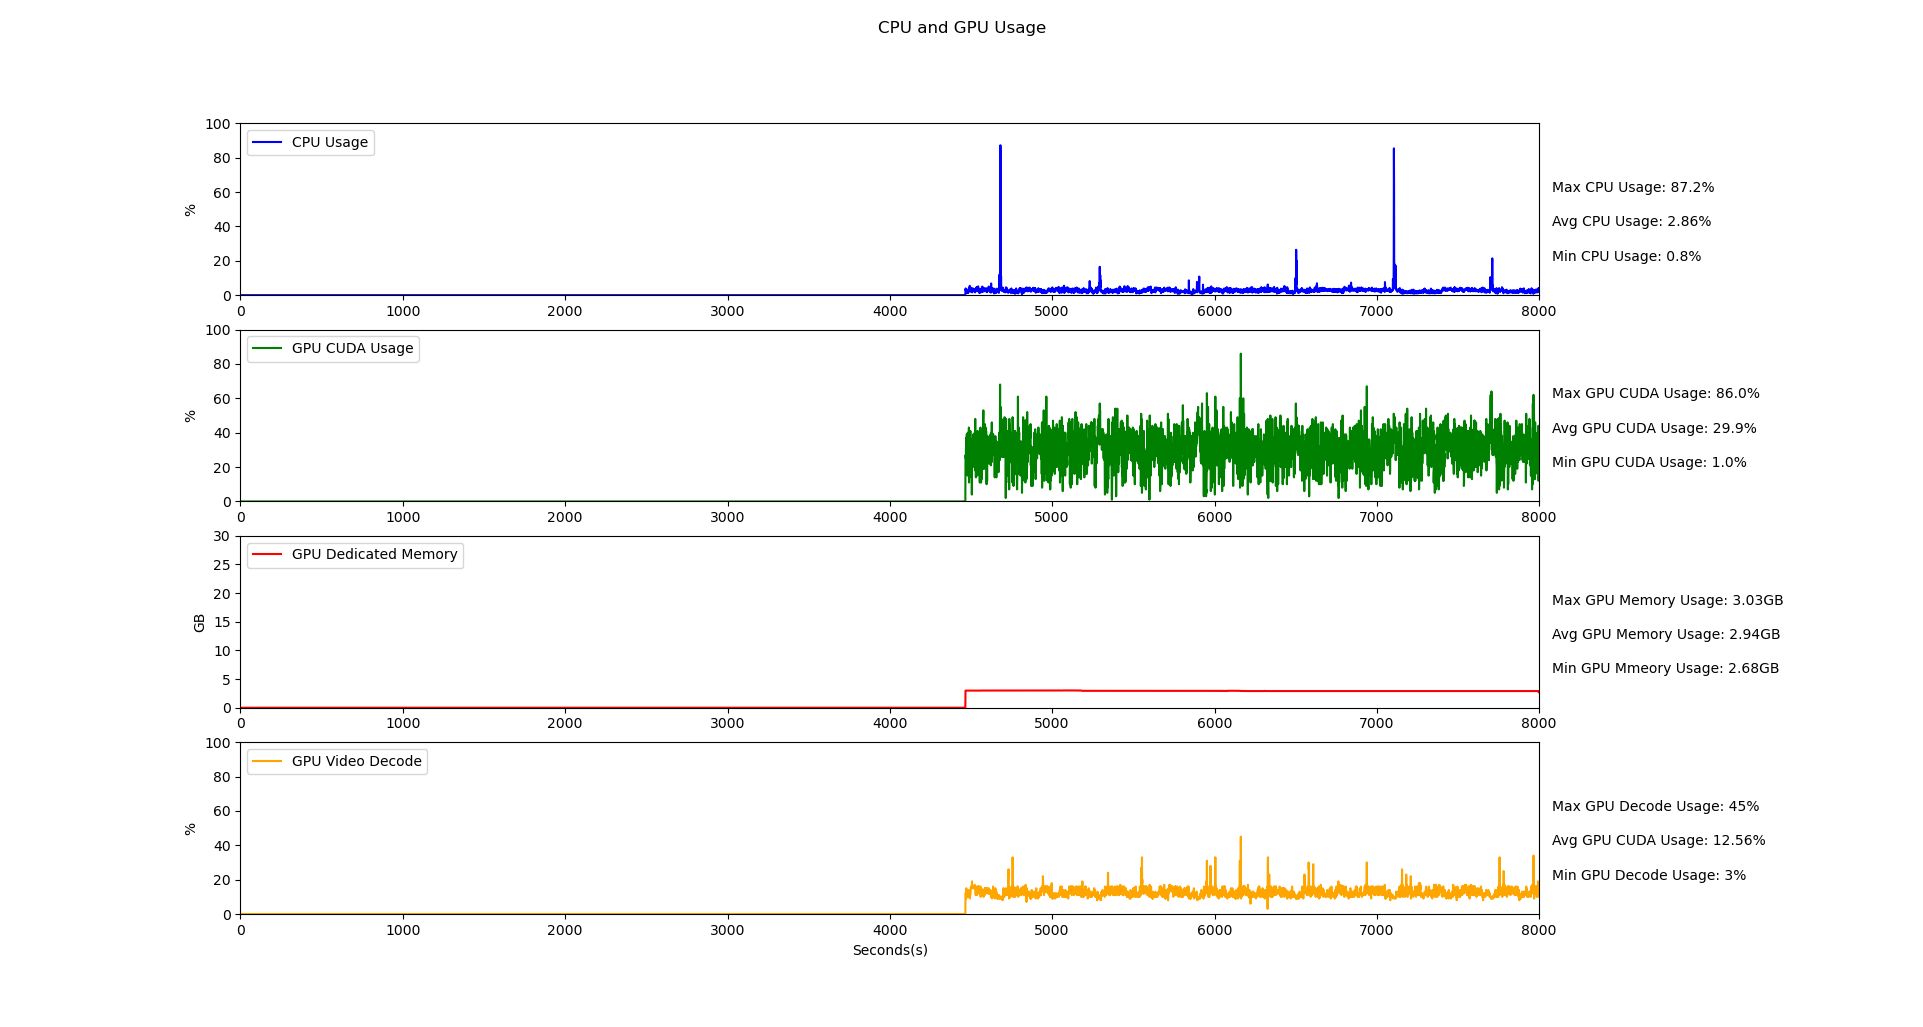 CPU and GPU Usage
100
80
60
40
20
0
%
CPU Usage
0 1000 2000 3000 4000 5000 6000 7000 8000
Max CPU Usage: 87.2%
Avg CPU Usage: 2.86%
Min CPU Usage: 0.8%
100
80
60
40
20
0
%
GPU CUDA Usage
0 1000 2000 3000 4000 5000 6000 7000 8000
Max GPU CUDA Usage: 86.0%
Avg GPU CUDA Usage: 29.9%
Min GPU CUDA Usage: 1.0%
30
25
20
15
10
5
0
GB
GPU Dedicated Memory
0 1000 2000 3000 4000 5000 6000 7000 8000
Max GPU Memory Usage: 3.03GB
Avg GPU Memory Usage: 2.94GB
Min GPU Mmeory Usage: 2.68GB
100
80
60
40
20
0
%
GPU Video Decode
0 1000 2000 3000 4000 5000 6000 7000 8000
Seconds(s)
Max GPU Decode Usage: 45%
Avg GPU CUDA Usage: 12.56%
Min GPU Decode Usage: 3%